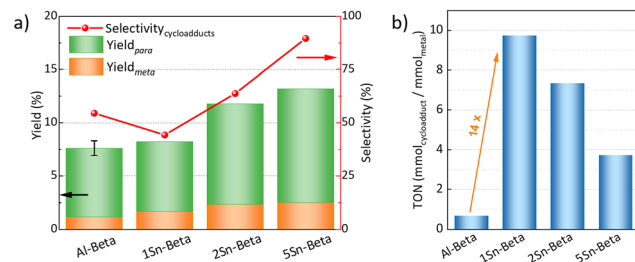 a)
Selectivity_cycloadducts
Yield_para
Yield_meta
Yield (%)
20
15
10
5
0
Selectivity (%)
100
75
50
25
0
Al-Beta
1Sn-Beta
2Sn-Beta
5Sn-Beta
b)
TON (mmol_cycloadduct / mmol_metal)
10
8
6
4
2
0
14 x
Al-Beta
1Sn-Beta
2Sn-Beta
5Sn-Beta